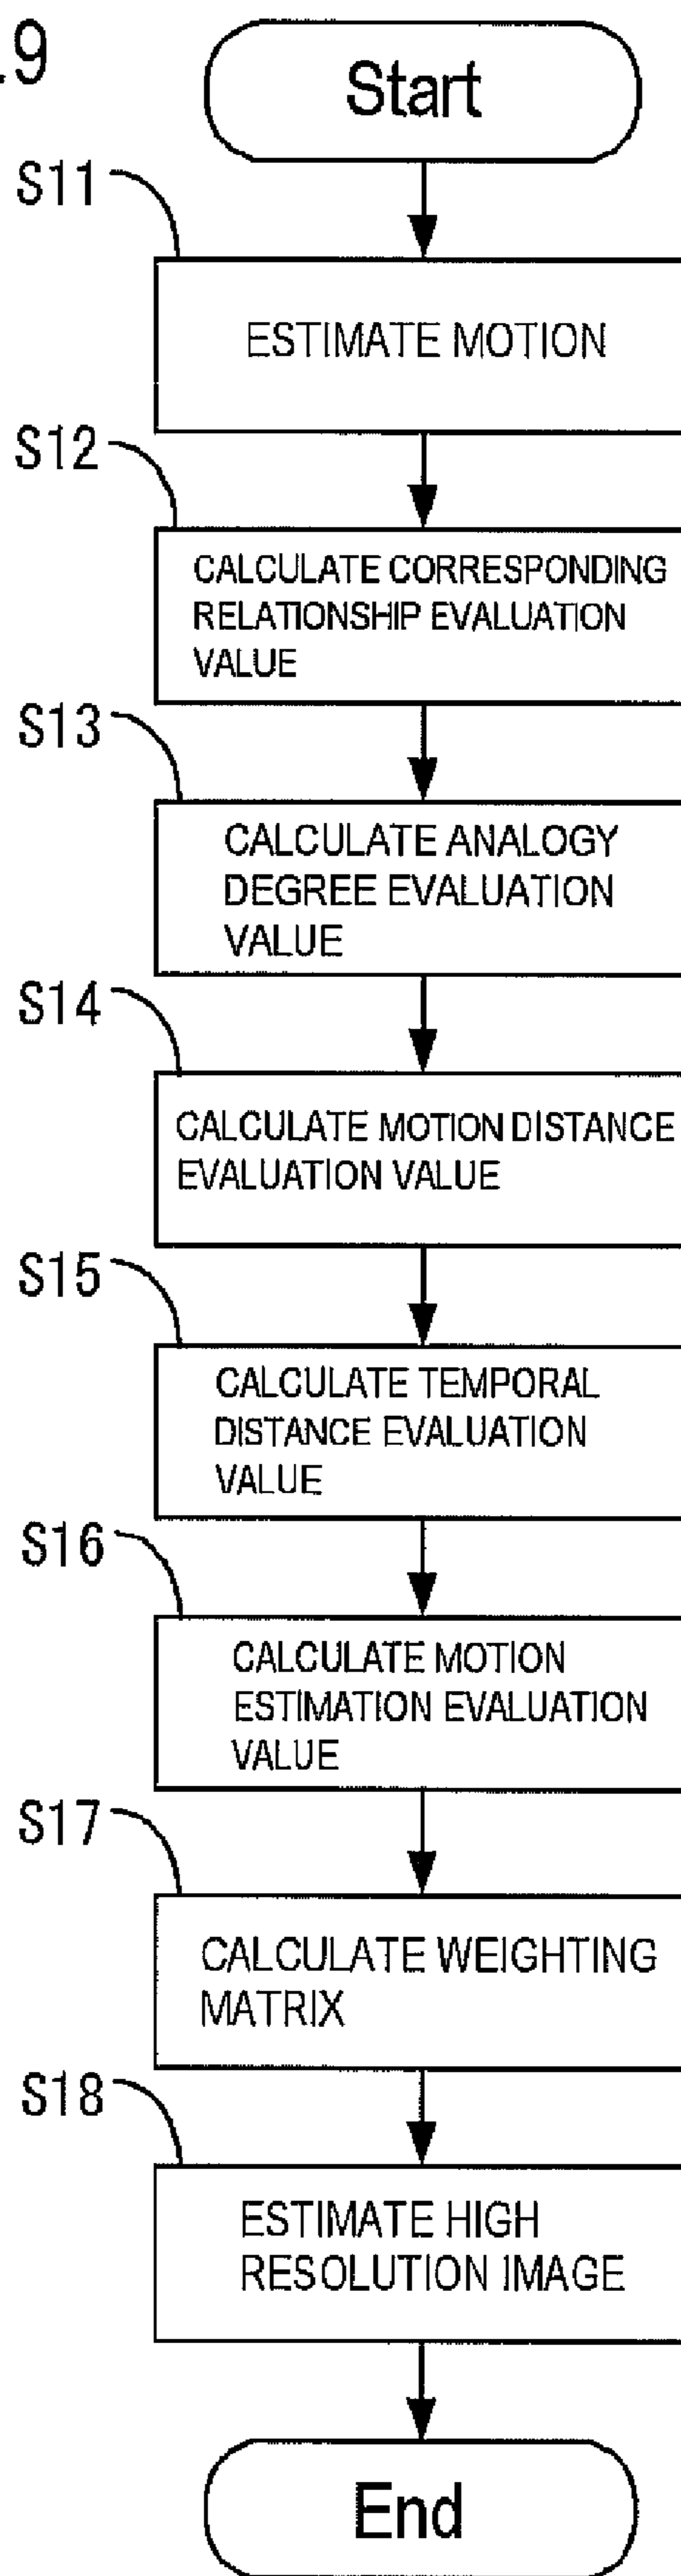 .9
Start
S11
ESTIMATE MOTION
S12
CALCULATE CORRESPONDING
RELATIONSHIP EVALUATION
VALUE
S13
CALCULATE ANALOGY
DEGREE EVALUATION
VALUE
S14
CALCULATE MOTION DISTANCE
EVALUATION VALUE
S15
CALCULATE TEMPORAL
DISTANCE EVALUATION
VALUE
S16
CALCULATE MOTION
ESTIMATION EVALUATION
VALUE
S17
CALCULATE WEIGHTING
MATRIX
S18
ESTIMATE HIGH
RESOLUTION IMAGE
End